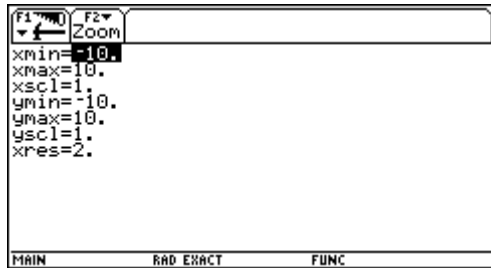 F1 F2
Zoom
xmin=-10.
xmax=10.
xscl=1.
ymin=-10.
ymax=10.
yscl=1.
xres=2.
MAIN RAD EXACT FUNC